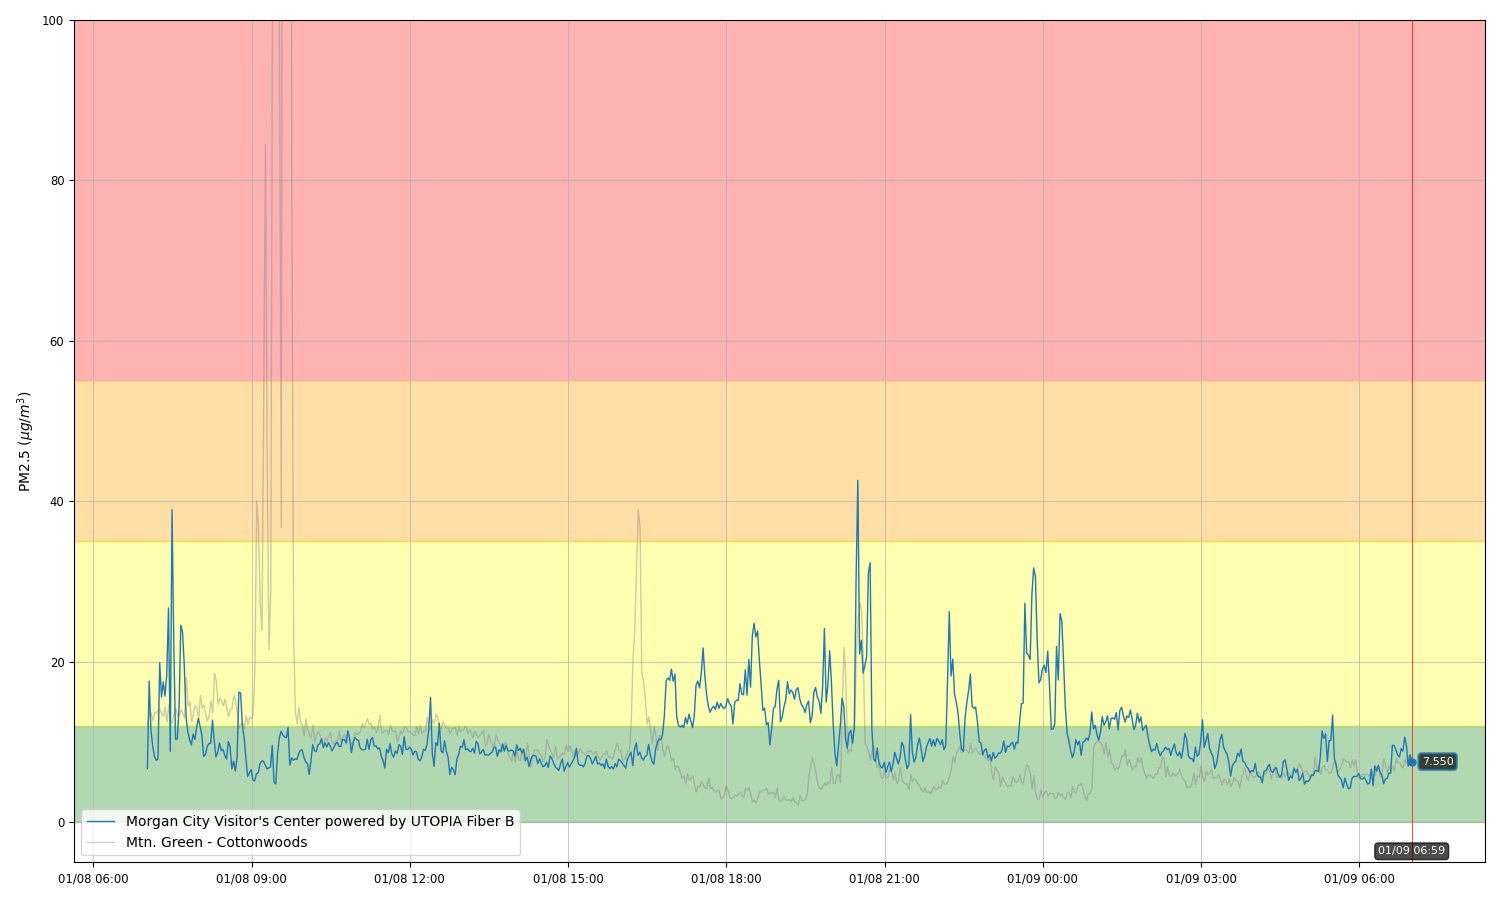 100
80
60
40
20
0
PM2.5 (μg/m³)
7.550
Morgan City Visitor's Center powered by UTOPIA Fiber B
Mtn. Green - Cottonwoods
01/09 06:59
01/08 06:00 01/08 09:00 01/08 12:00 01/08 15:00 01/08 18:00 01/08 21:00 01/09 00:00 01/09 03:00 01/09 06:00